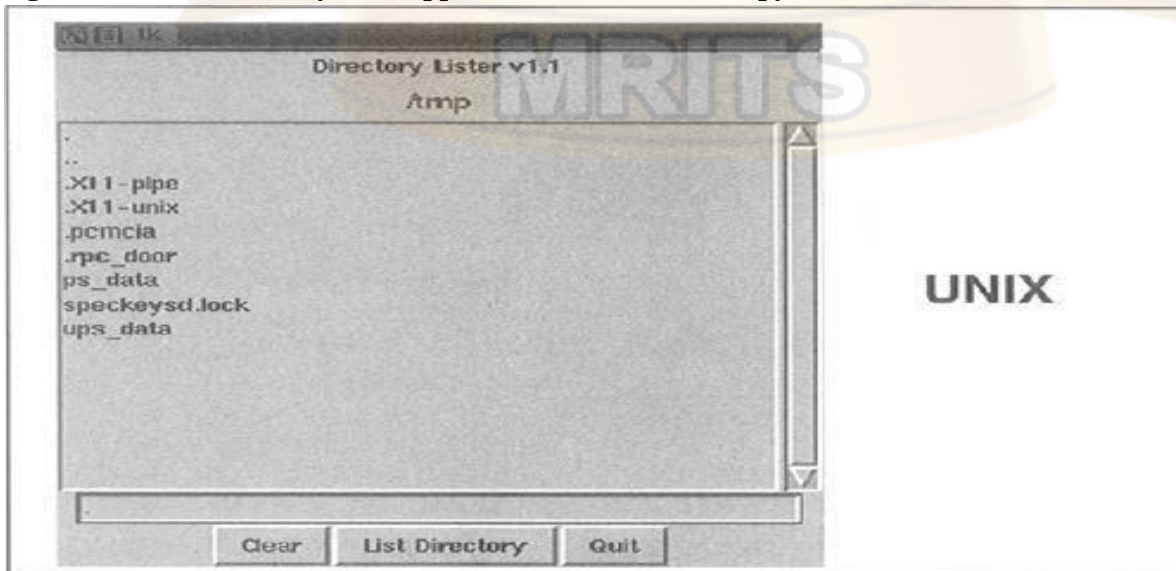 tk
Directory Lister v1.1
/tmp
MRITS
.
..
.X11-pipe
.X11-unix
.pcmcia
.rpc_door
ps_data
speckeysd.lock
ups_data
UNIX
.
Clear List Directory Quit